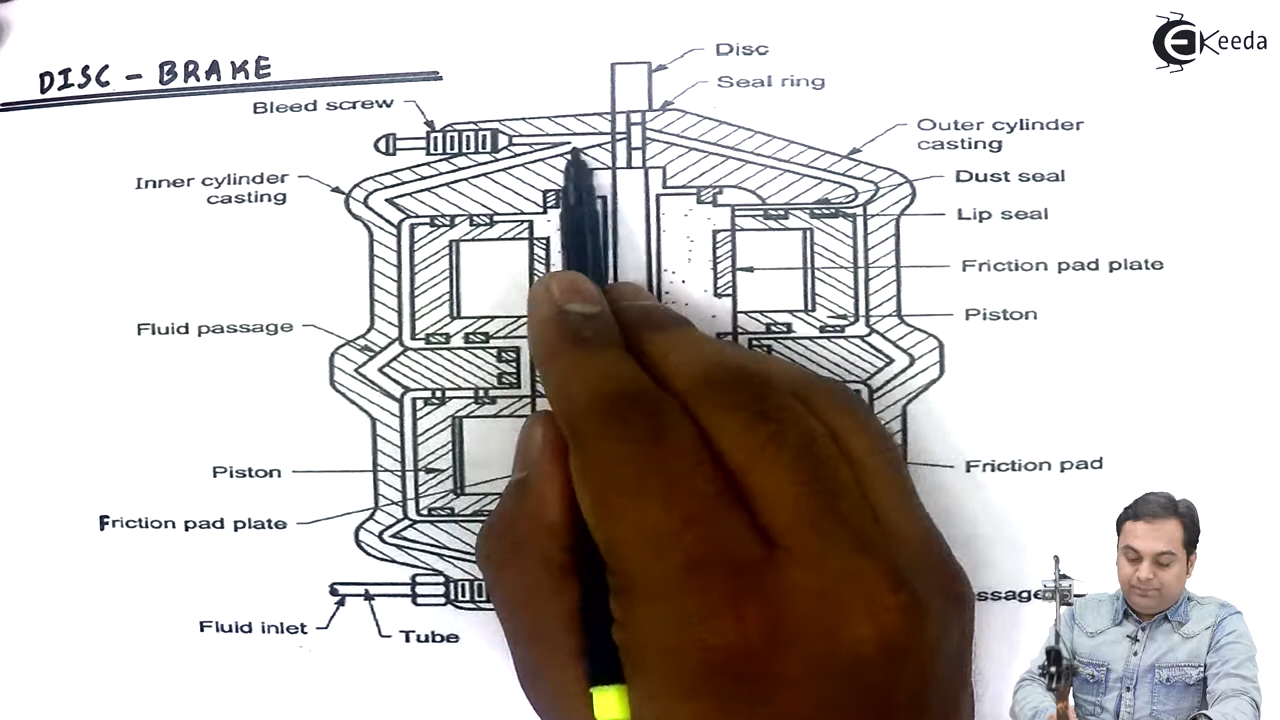 DISC - BRAKE
Disc
Seal ring
Bleed screw
Outer cylinder
casting
Inner cylinder
casting
Dust seal
Lip seal
Friction pad plate
Piston
Fluid passage
Friction pad
Piston
Friction pad plate
Fluid inlet
Tube
EKeeda